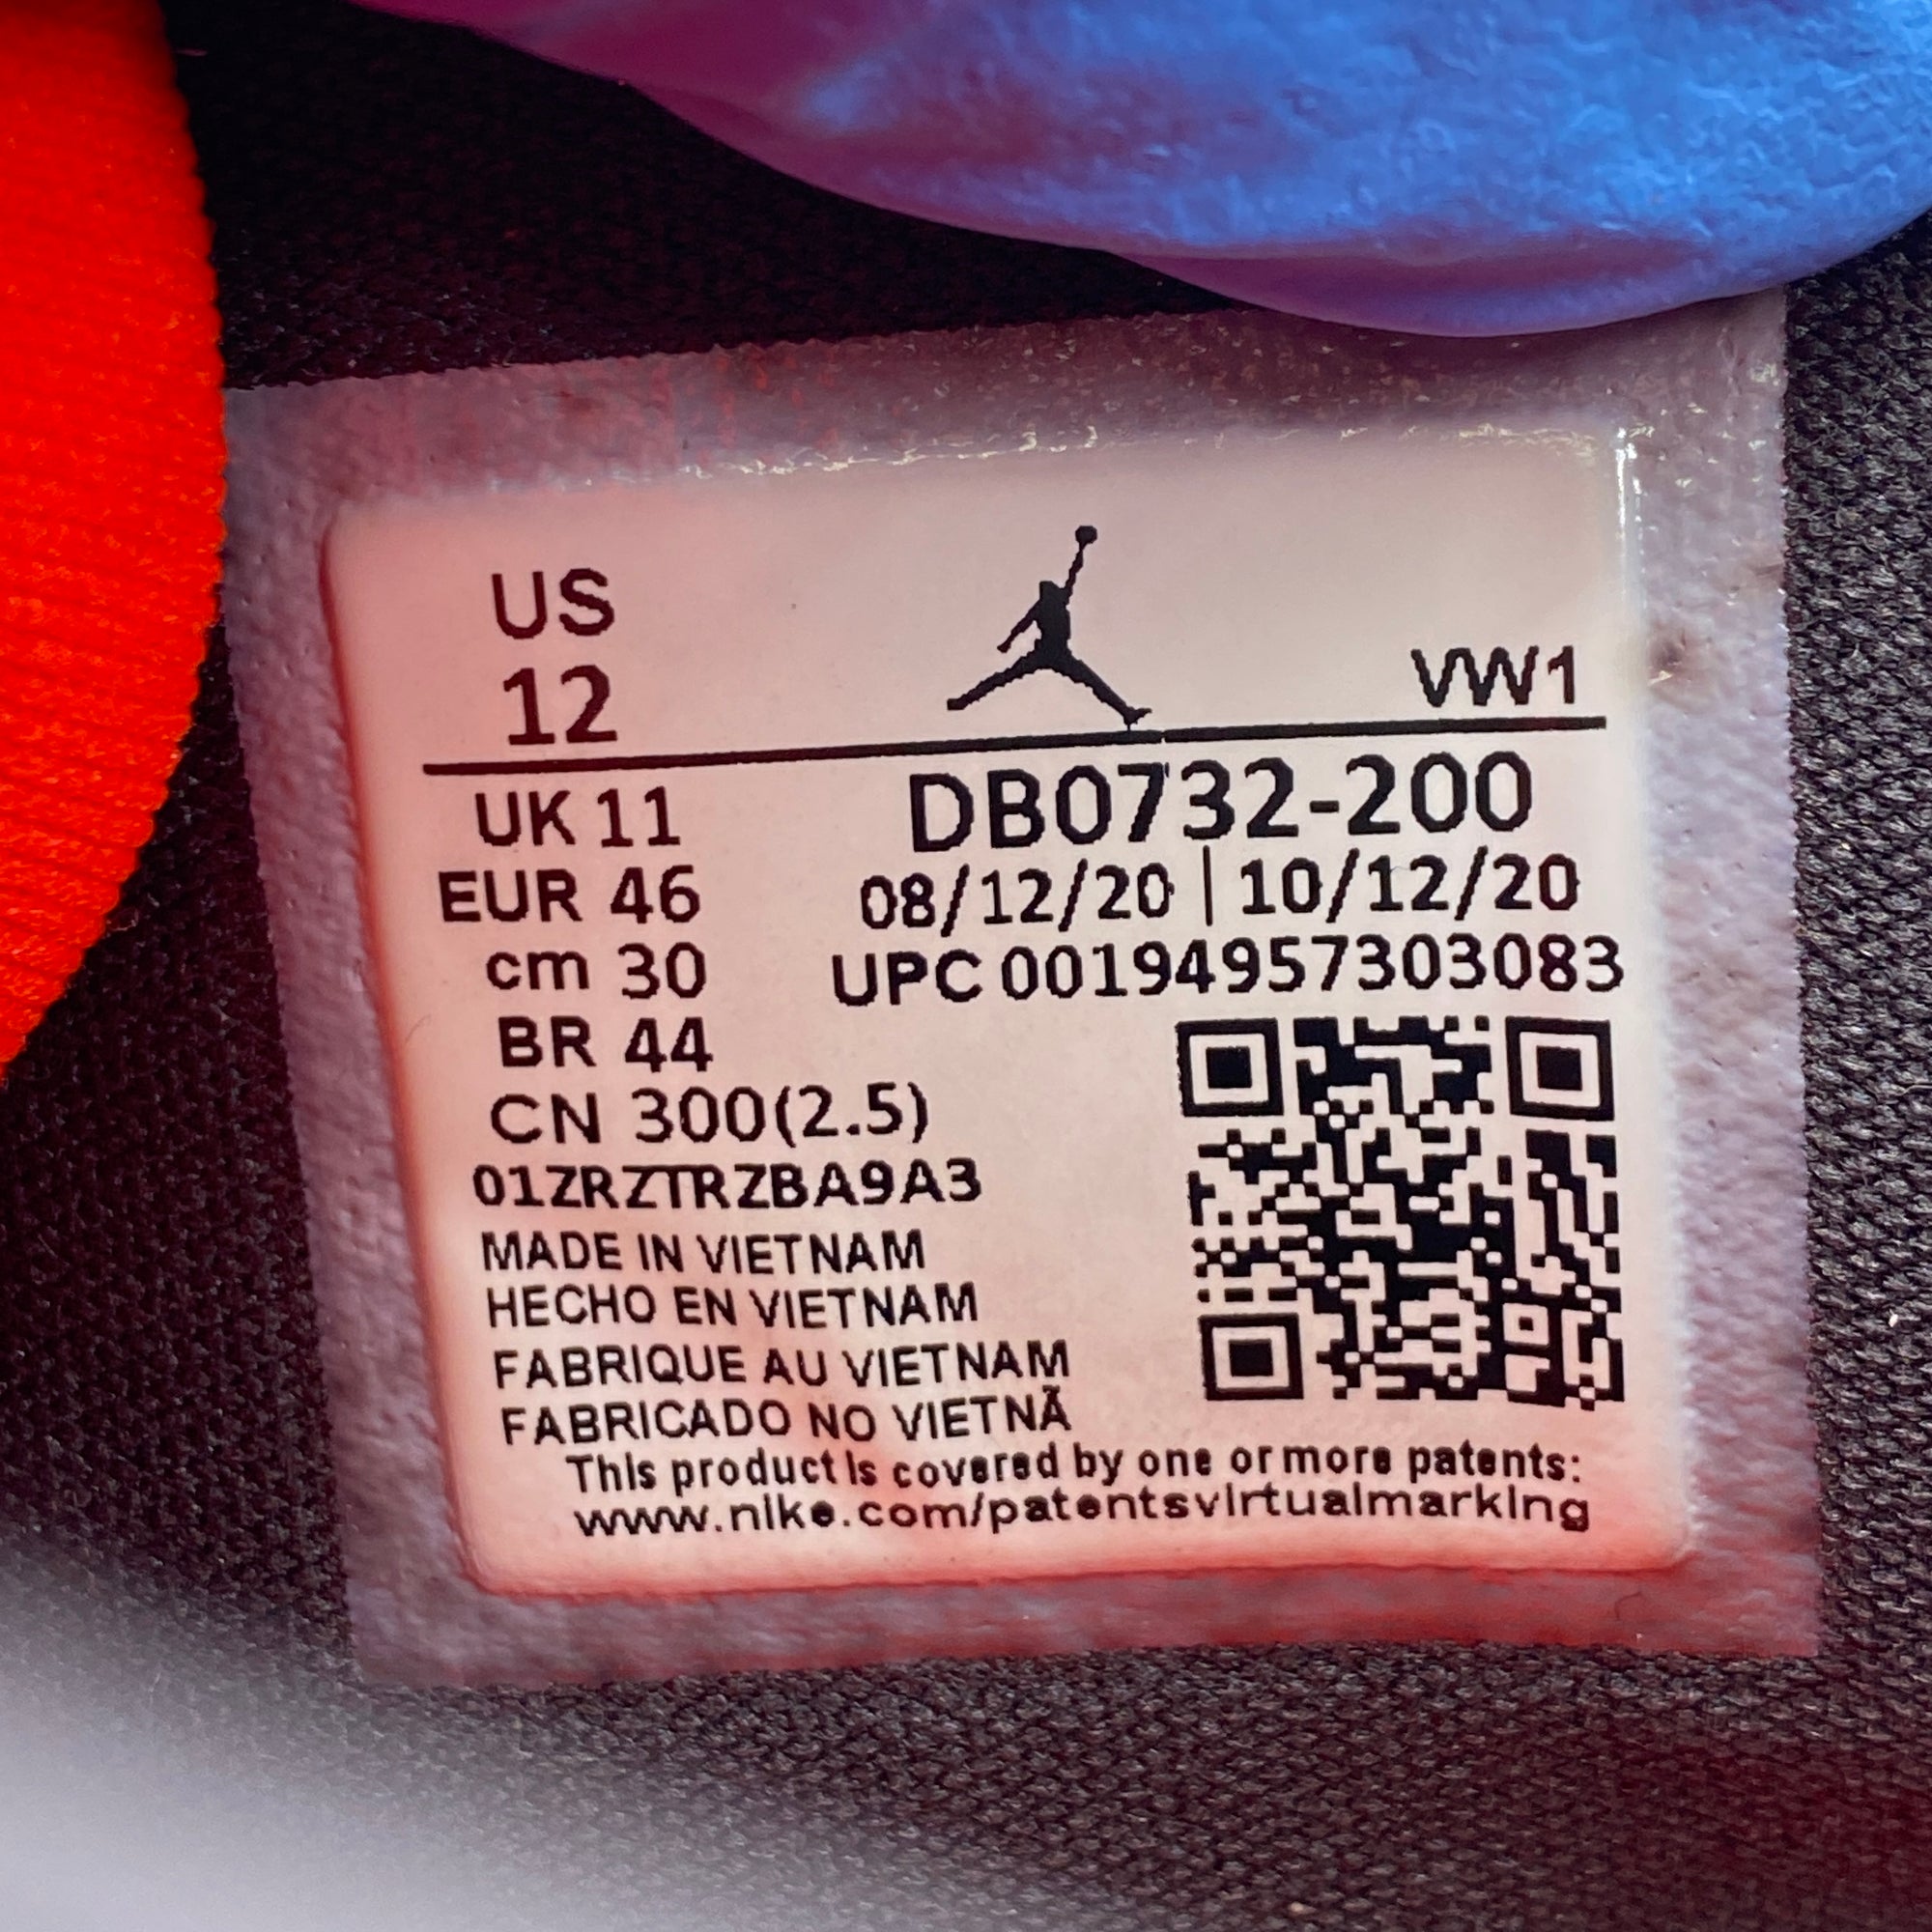 US
12
VW1
UK 11
DB0732-200
EUR 46
08/12/20 | 10/12/20
cm 30
UPC 00194957303083
BR 44
CN 300(2.5)
01ZRZTRZBA9A3
MADE IN VIETNAM
HECHO EN VIETNAM
FABRIQUE AU VIETNAM
FABRICADO NO VIETNÃ
This product is covered by one or more patents:
www.nike.com/patentsvirtualmarking